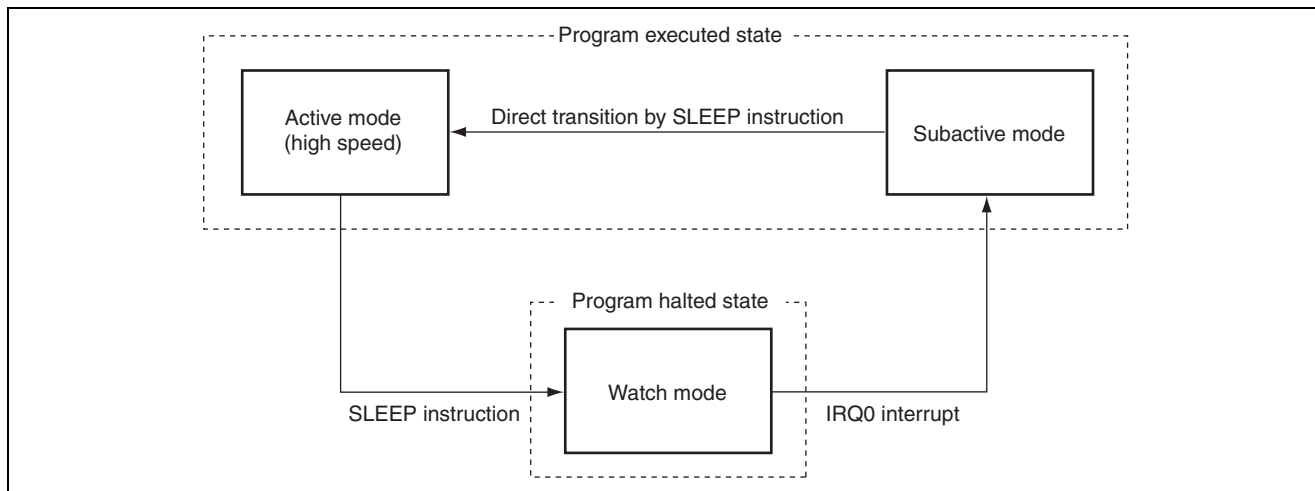 Program executed state
Active mode
(high speed)
Direct transition by SLEEP instruction
Subactive mode
Program halted state
Watch mode
SLEEP instruction
IRQ0 interrupt